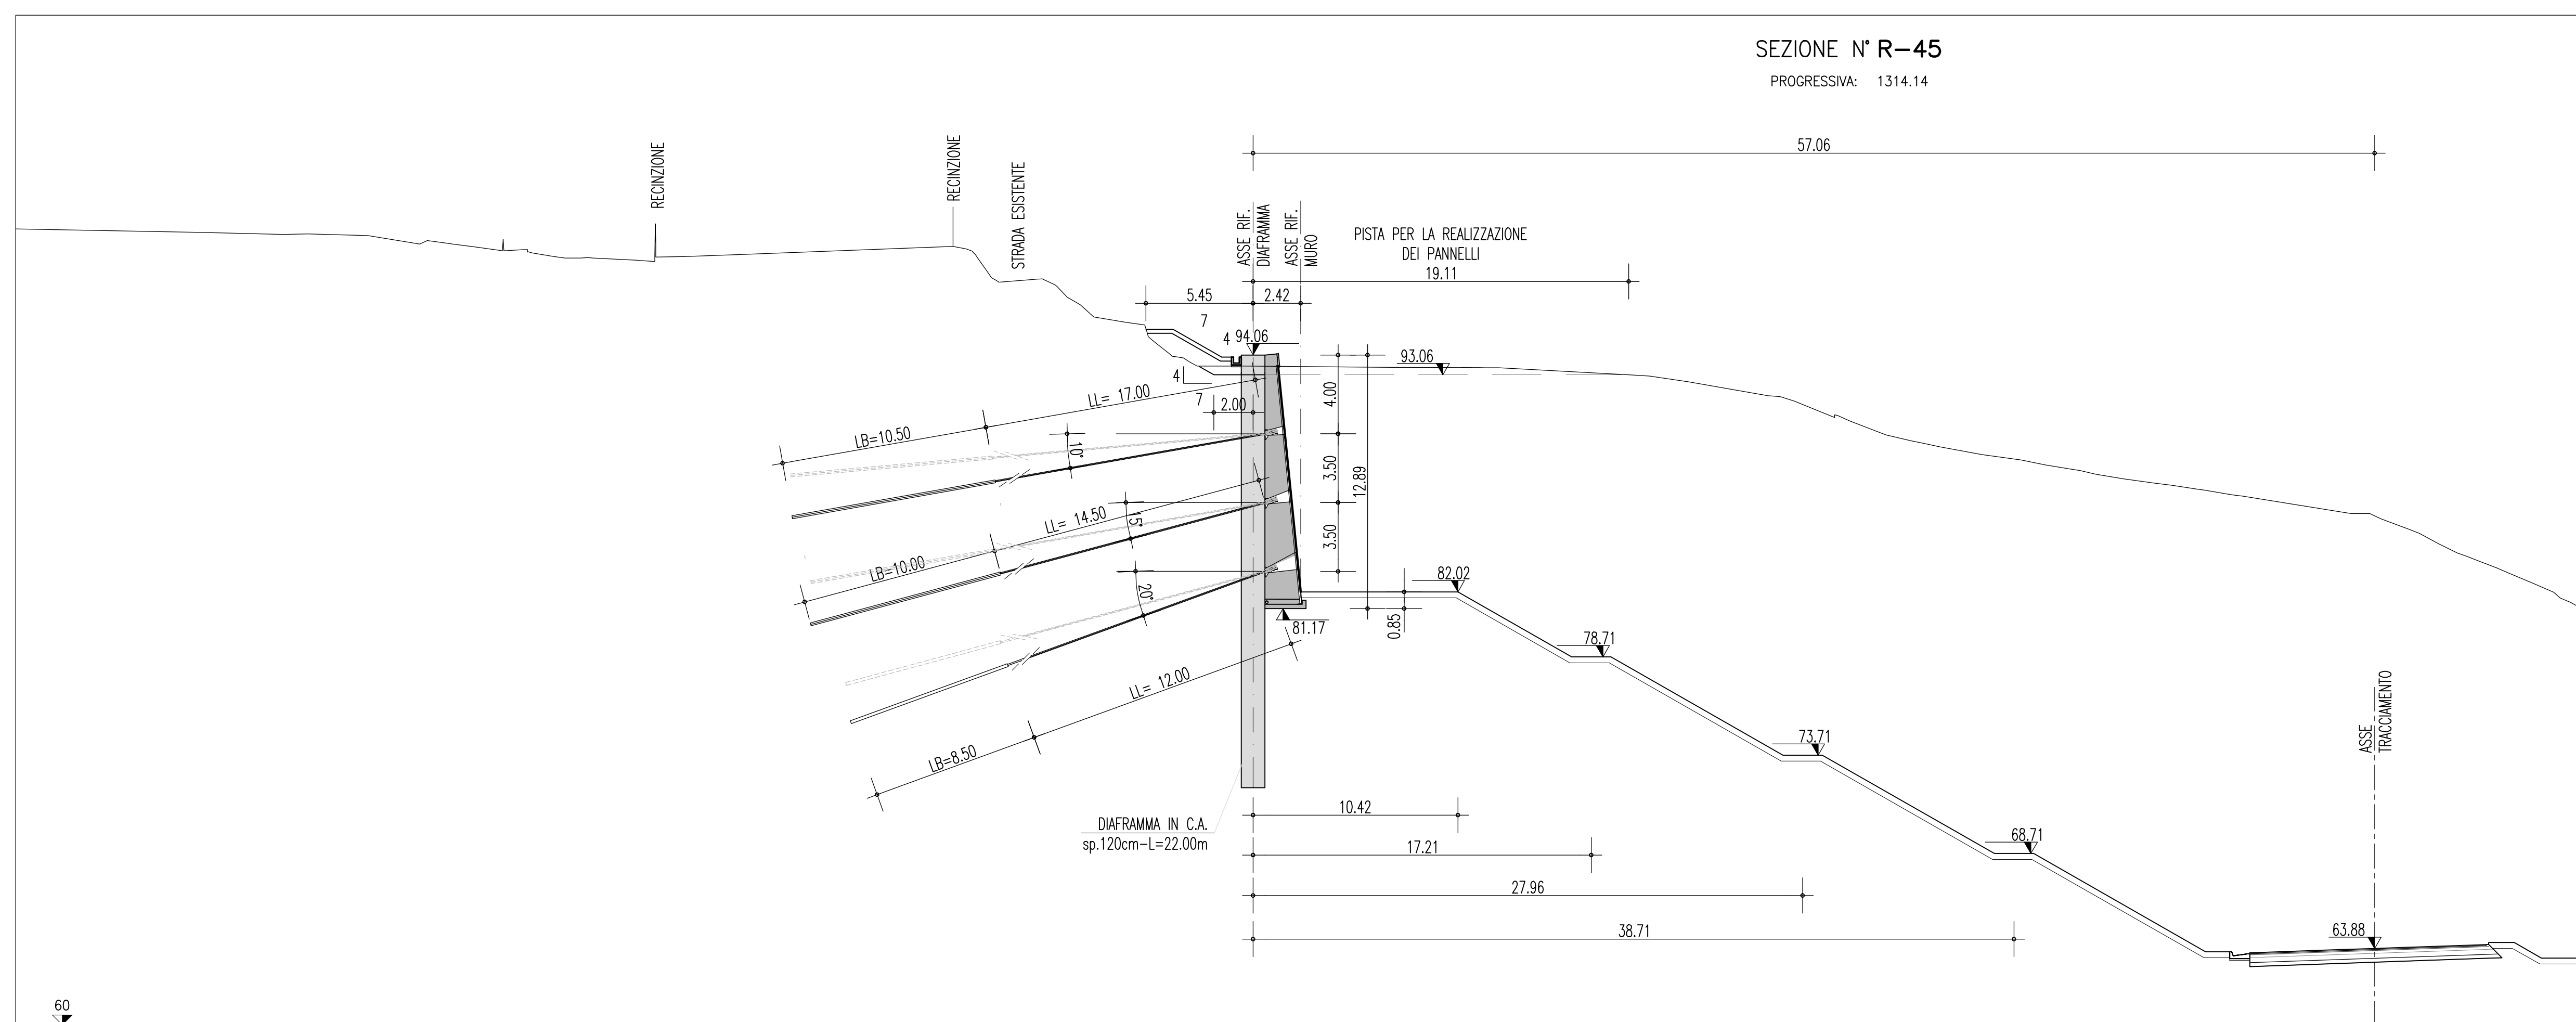 SEZIONE N° R-45
PROGRESSIVA: 1314.14
57.06
RECINZIONE
RECINZIONE
STRADA ESISTENTE
ASSE RIF.
DIAFRAMMA
ASSE RIF.
MURO
PISTA PER LA REALIZZAZIONE
DEI PANNELLI
19.11
5.45
2.42
7
4
94.06
93.06
4
7
2.00
4.00
LL= 17.00
LB=10.50
10°
3.50
12.89
LL= 14.50
15°
LB=10.00
3.50
20°
82.02
0.85
81.17
78.71
LL= 12.00
LB=8.50
73.71
ASSE
TRACCIAMENTO
10.42
DIAFRAMMA IN C.A.
sp.120cm-L=22.00m
68.71
17.21
27.96
38.71
63.88
60